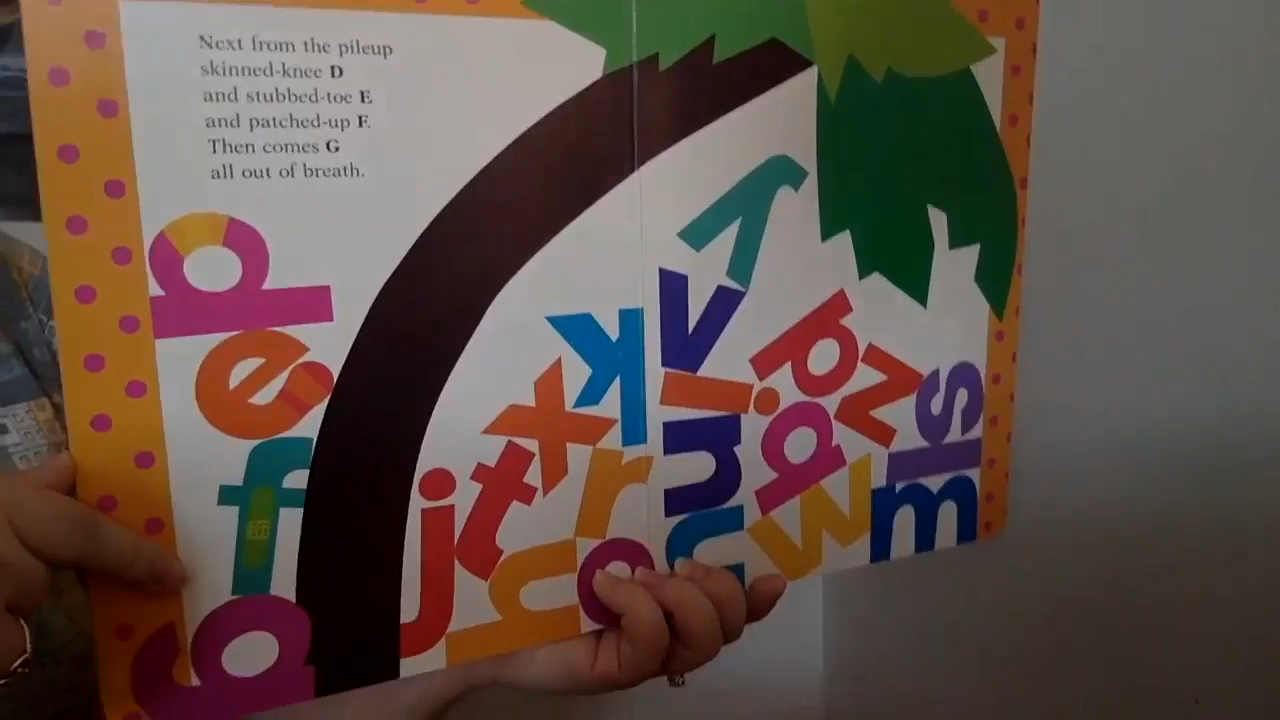 Next from the pileup
skinned-knee D
and stubbed-toe E
and patched-up F.
Then comes G
all out of breath.
d
e
f
g
j
t
x
k
r
h
o
y
v
i
n
u
p
q
z
w
s
l
m